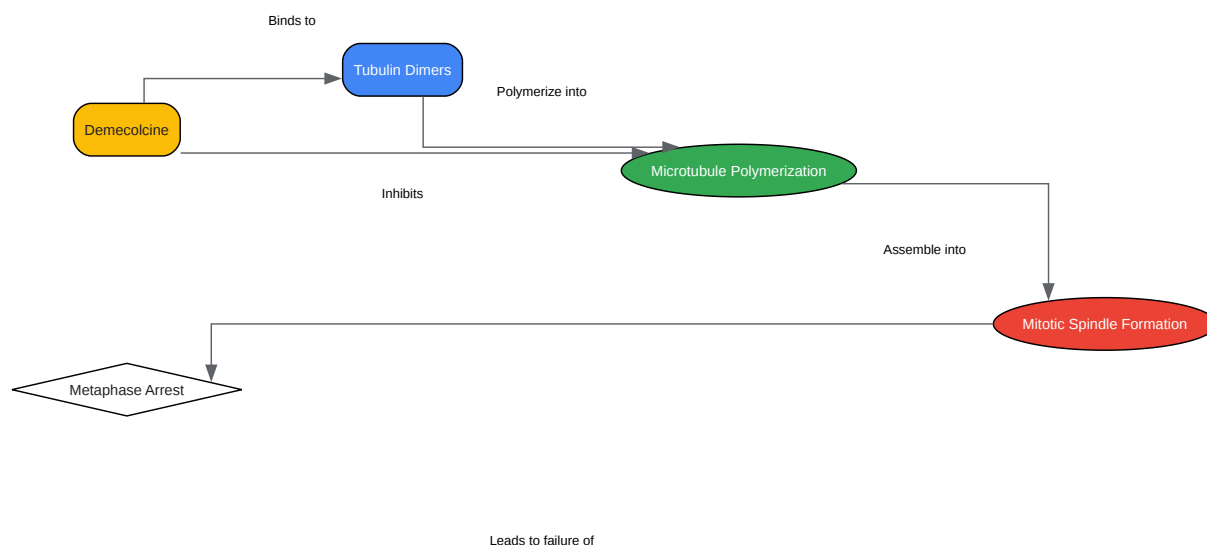 Binds to
Tubulin Dimers
Polymerize into
Demecolcine
Microtubule Polymerization
Inhibits
Assemble into
Mitotic Spindle Formation
Metaphase Arrest
Leads to failure of